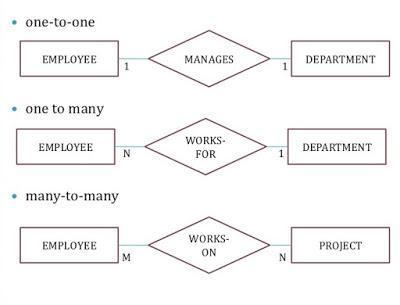 • one-to-one
EMPLOYEE 1 MANAGES 1 DEPARTMENT
• one to many
EMPLOYEE N WORKS-
FOR 1 DEPARTMENT
• many-to-many
EMPLOYEE M WORKS-
ON N PROJECT